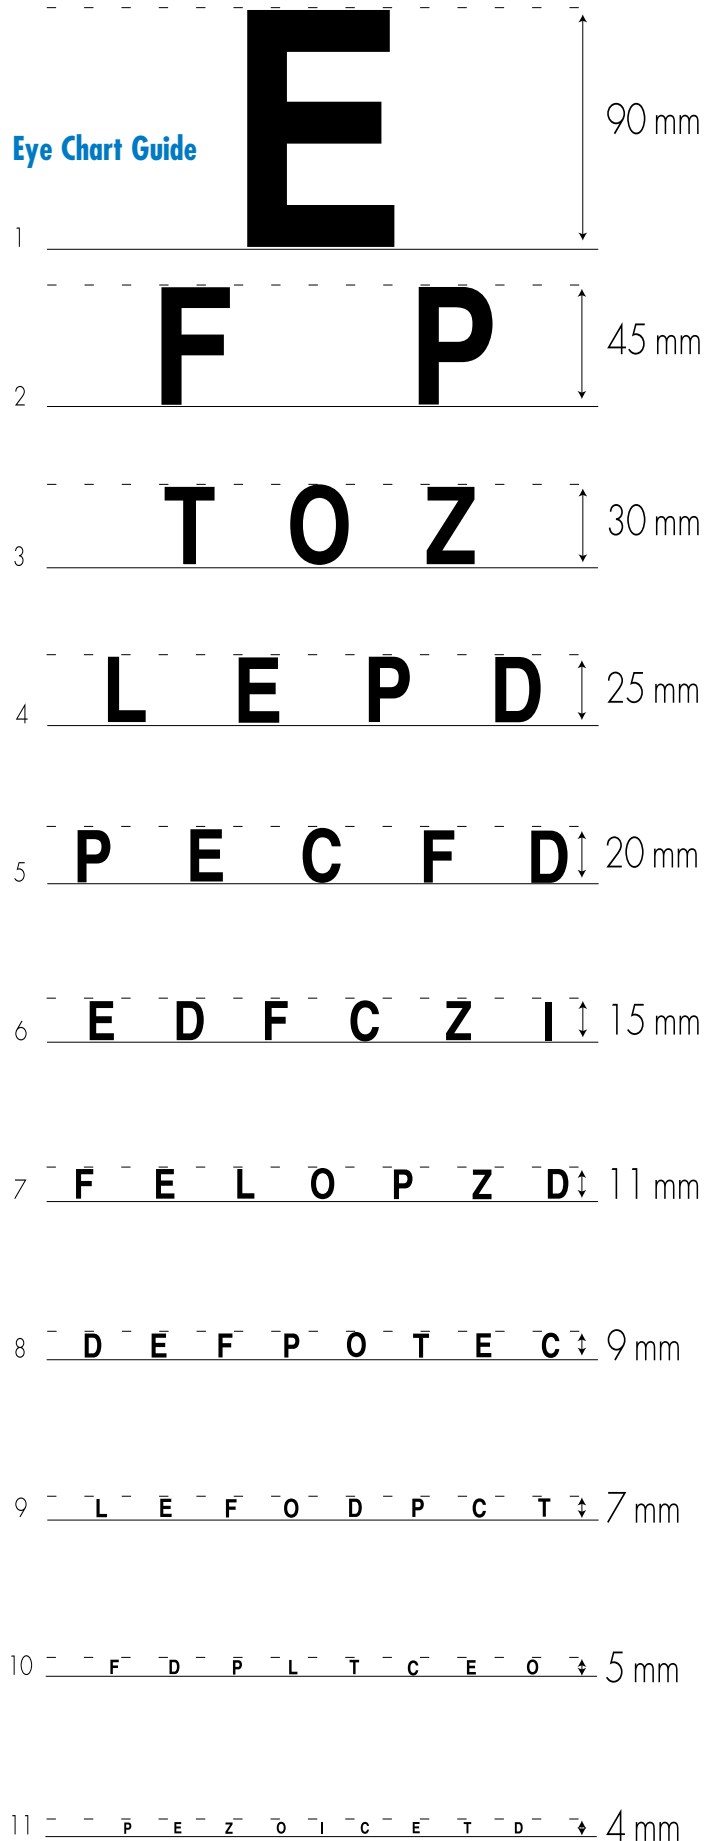 E
90 mm
Eye Chart Guide
1
F P
45 mm
2
T O Z
30 mm
3
L E P D
25 mm
4
P E C F D
20 mm
5
E D F C Z I
15 mm
6
F E L O P Z D
11 mm
7
D E F P O T E C
9 mm
8
L E F O D P C T
7 mm
9
F D P L T C E O
5 mm
10
P E Z O I C E T D
4 mm
11